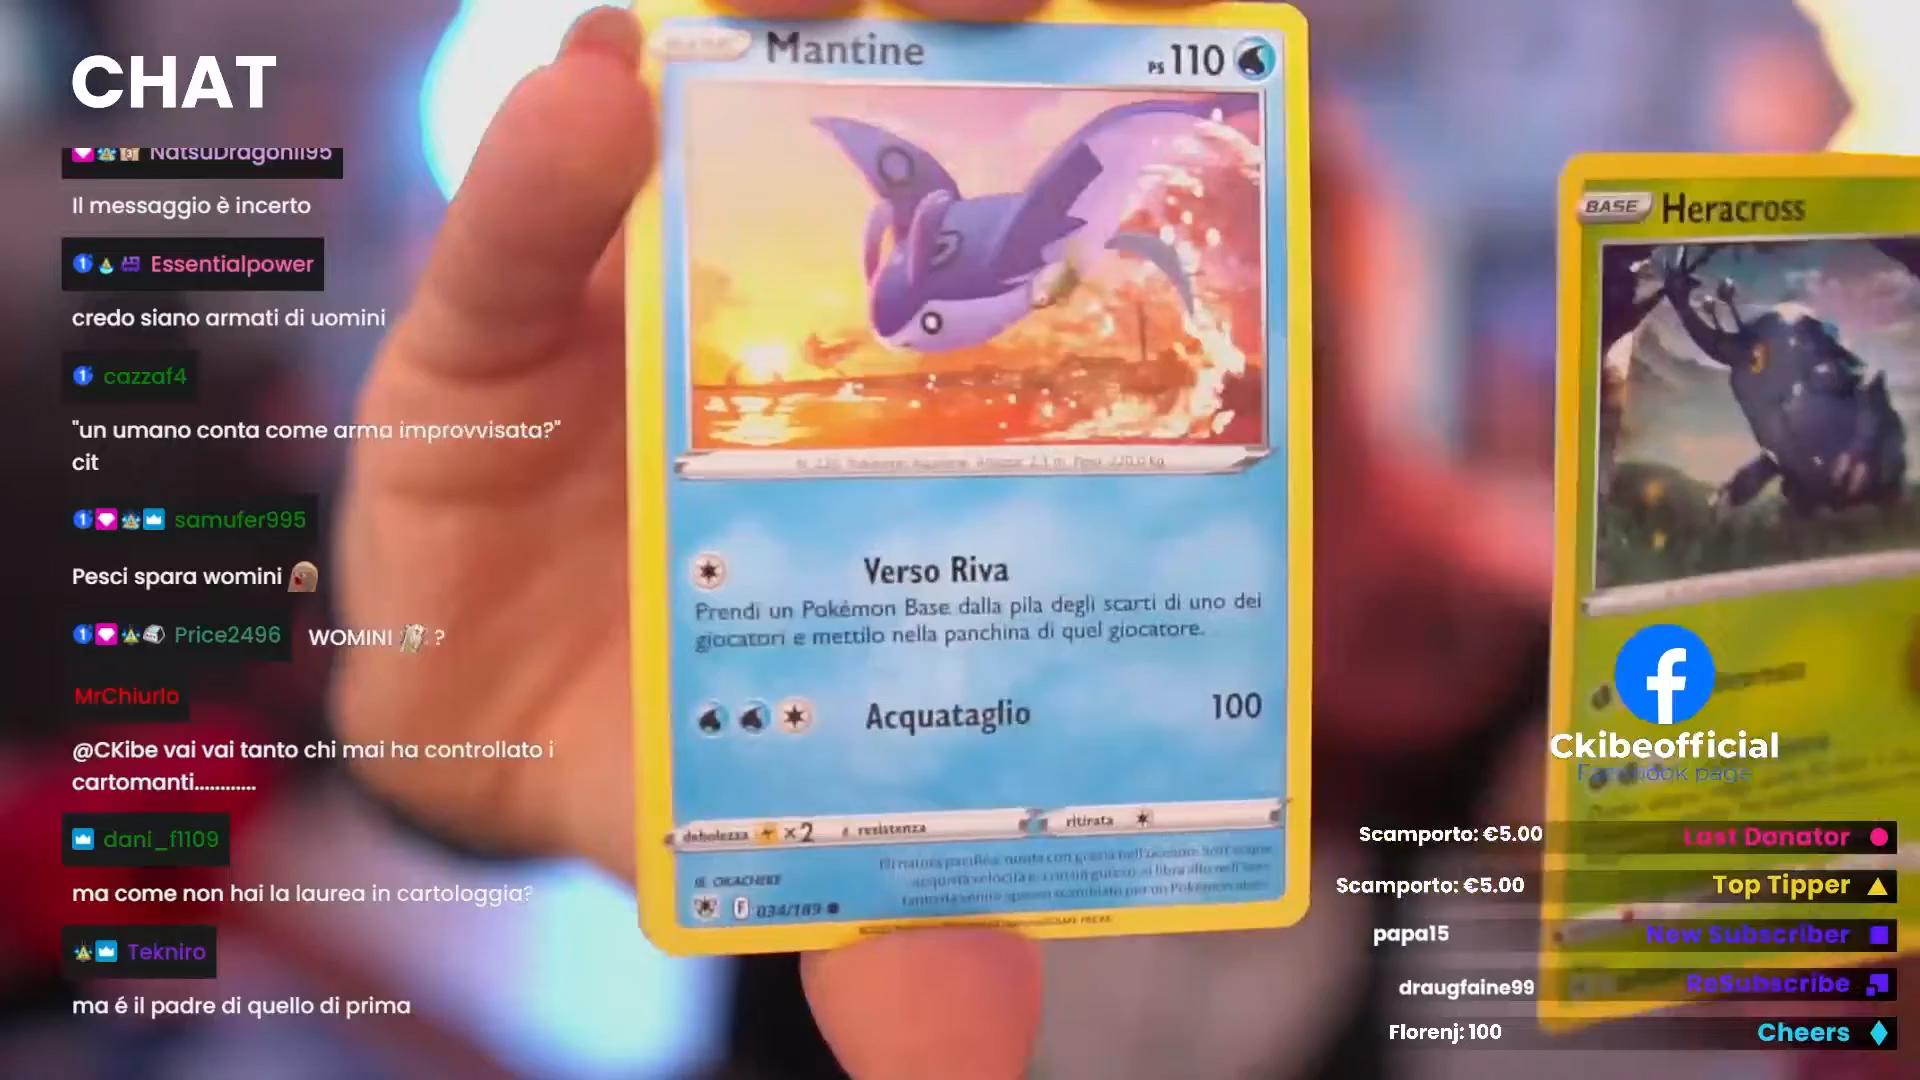 CHAT
NatsuDragon1195
Il messaggio è incerto
Essentialpower
credo siano armati di uomini
cazzaf4
"un umano conta come arma improvvisata?"
cit
samufer995
Pesci spara womini
Price2496 WOMINI ?
MrChiurlo
@CKibe vai vai tanto chi mai ha controllato i
cartomanti............
dani_f1109
ma come non hai la laurea in cartologgia?
Tekniro
ma é il padre di quello di prima
Mantine
PS 110
Verso Riva
Prendi un Pokémon Base dalla pila degli scarti di uno dei
giocatori e mettilo nella panchina di quel giocatore.
Acquataglio 100
debolezza ×2 resistenza ritirata
F 034/189
BASE Heracross
Ckibeofficial
Facebook page
Scamporto: €5.00 Last Donator
Scamporto: €5.00 Top Tipper
papa15 New Subscriber
draugfaine99 ReSubscribe
Florenj: 100 Cheers